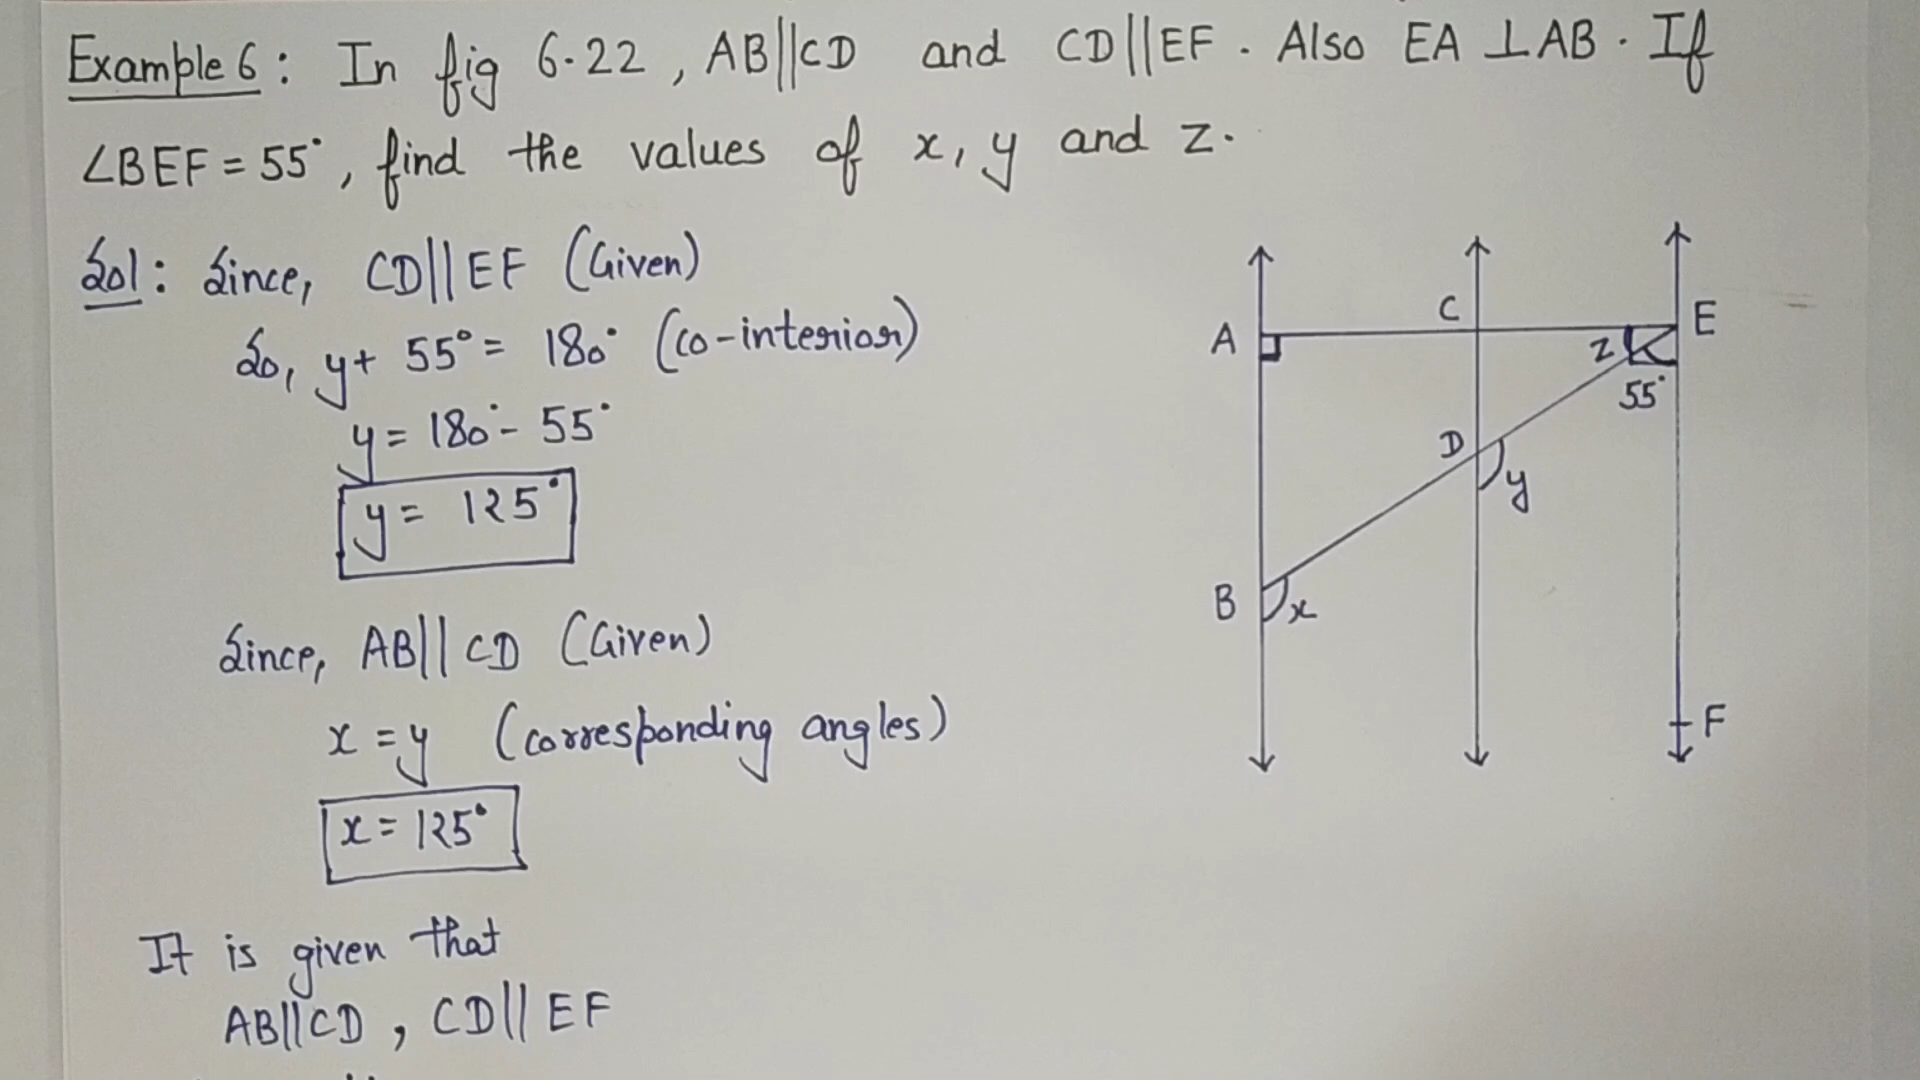 Example 6: In fig 6.22, AB||CD and CD||EF. Also EA ⊥ AB. If
∠BEF = 55°, find the values of x, y and z.
Sol: Since, CD||EF (Given)
So, y + 55° = 180° (co-interior)
y = 180° - 55°
y = 125°
Since, AB||CD (Given)
x = y (corresponding angles)
x = 125°
It is given that
AB||CD, CD||EF
A
C
E
z
55°
D
y
B
x
F